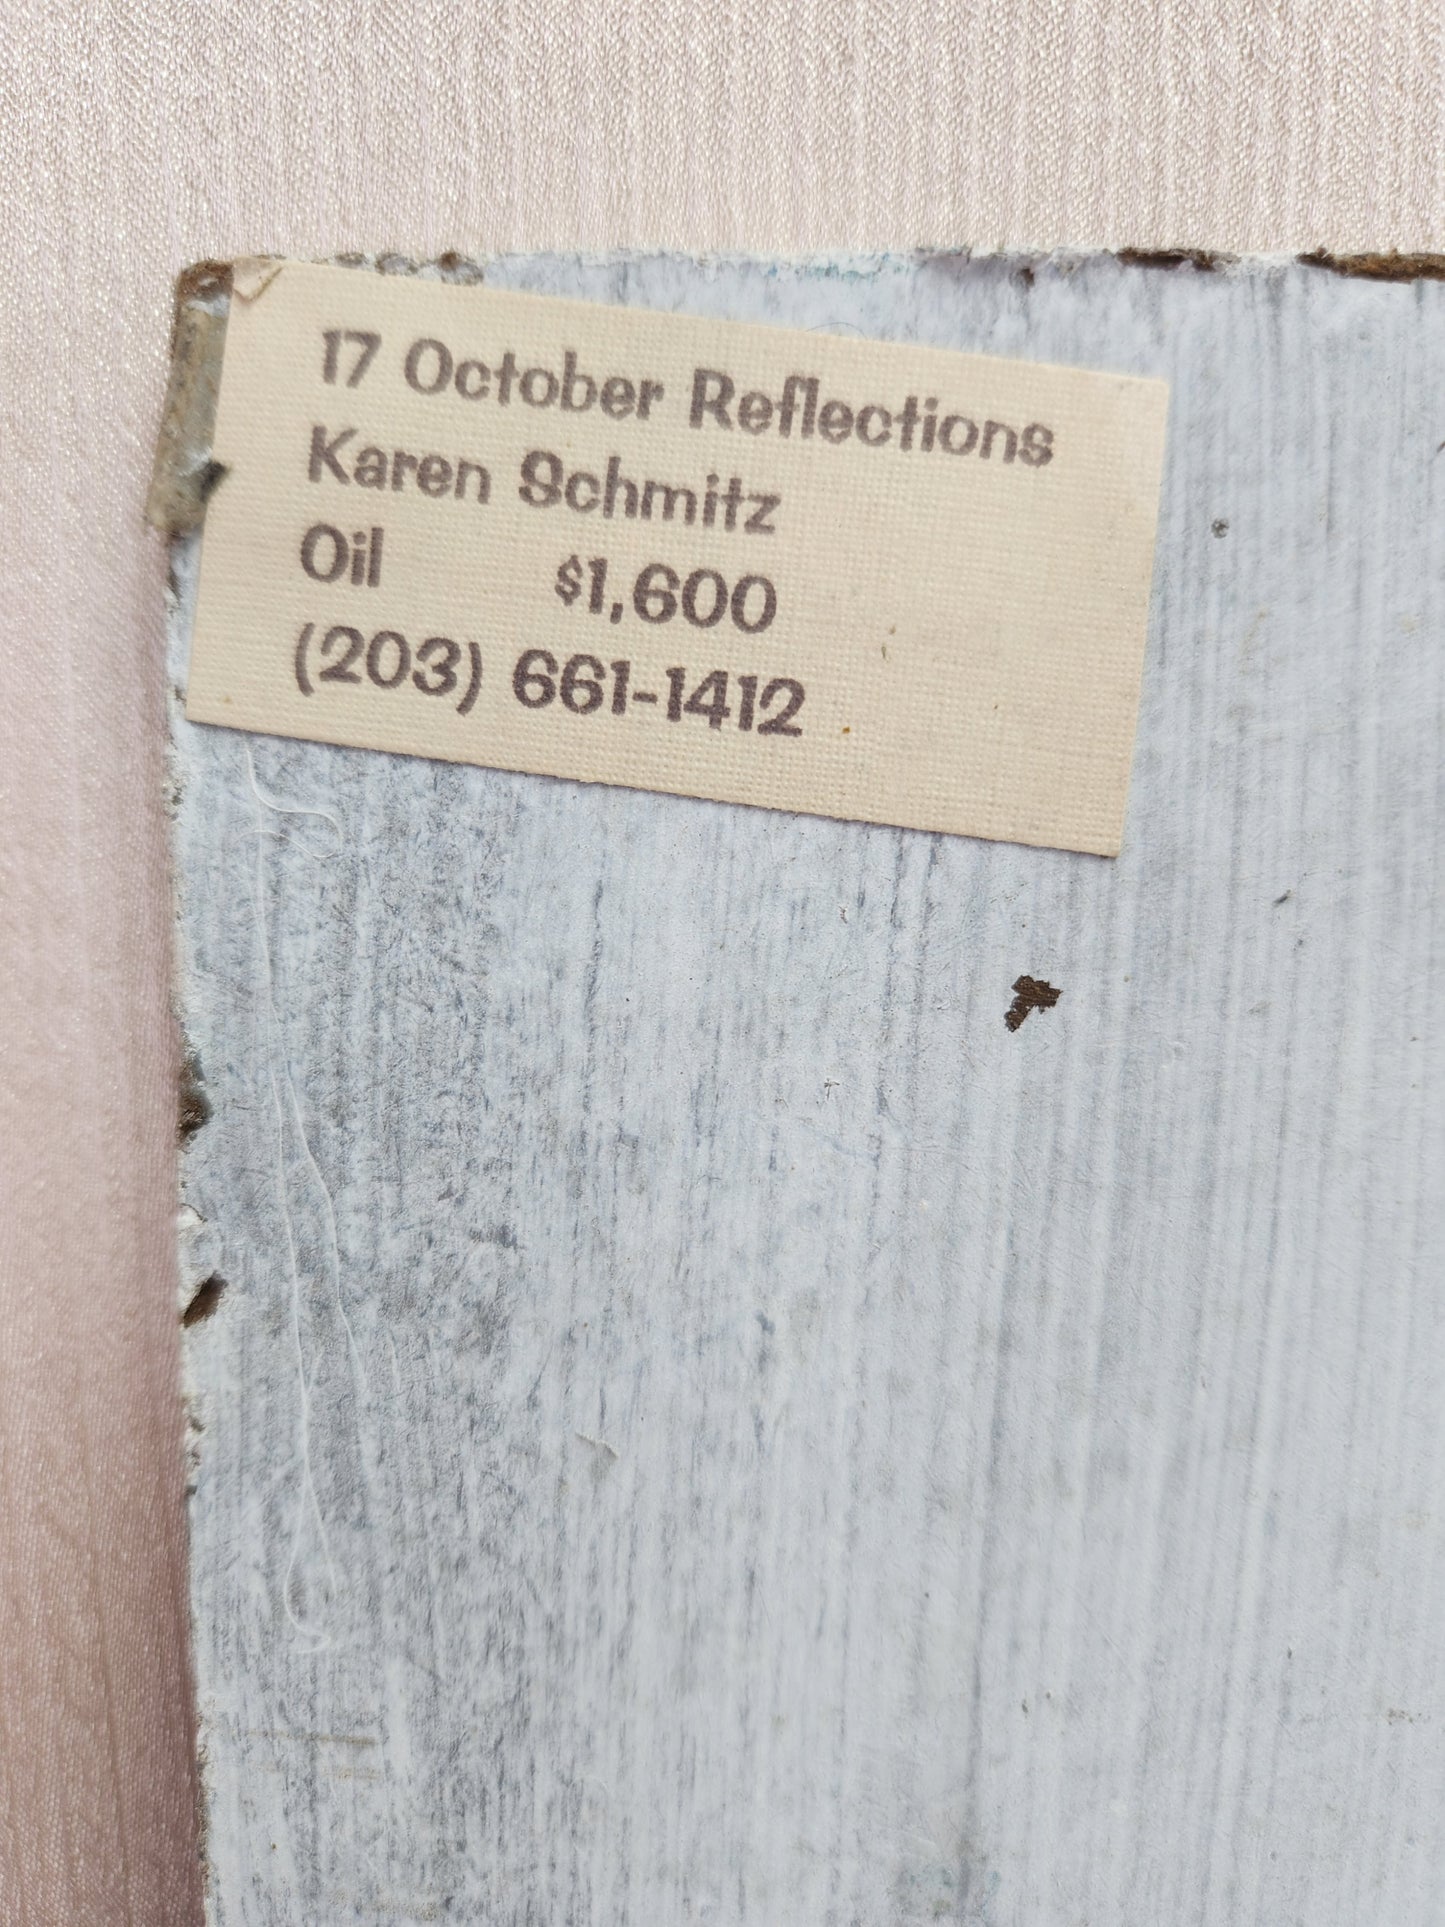 17 October Reflections
Karen Schmitz
Oil $1,600
(203) 661-1412